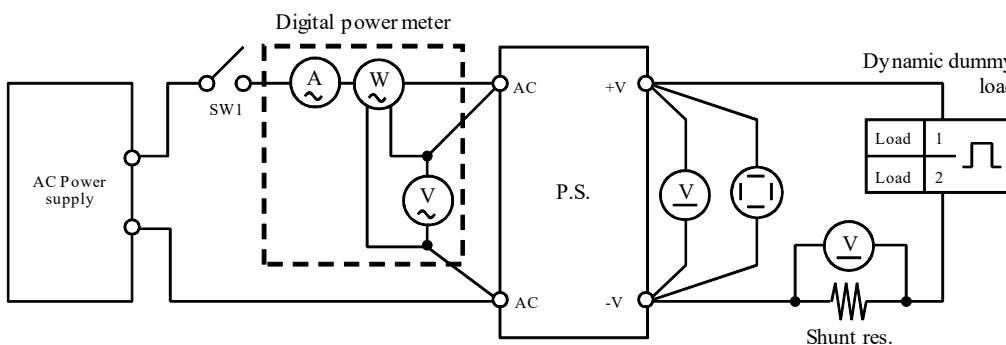 Digital power meter
Dynamic dummy
load
A
W
SW1
AC
+V
Load 1
Load 2
AC Power
supply
V
P.S.
V
V
AC
-V
Shunt res.